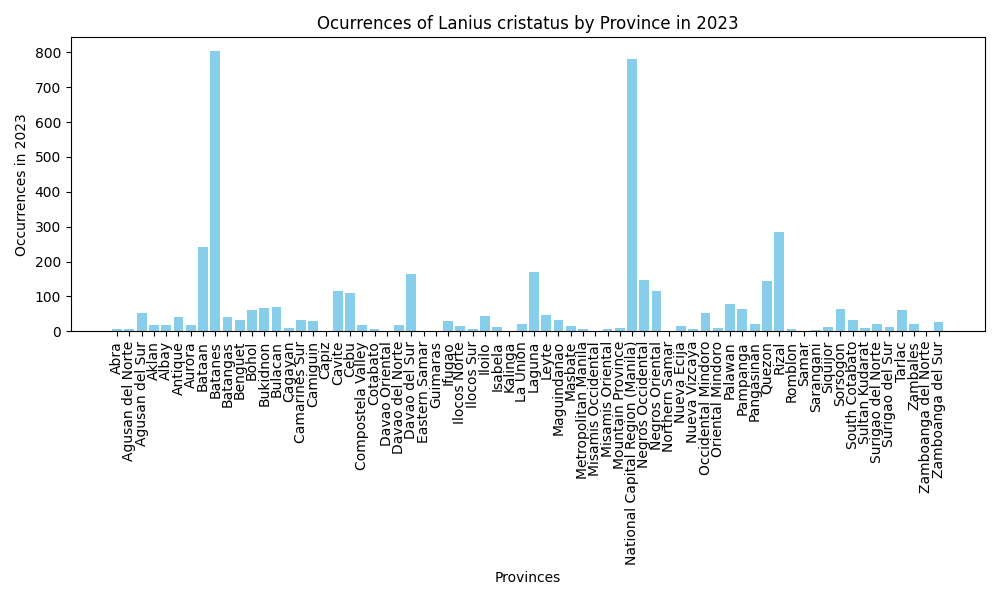 Ocurrences of Lanius cristatus by Province in 2023
Occurrences in 2023
800
700
600
500
400
300
200
100
0
Abra
Agusan del Norte
Agusan del Sur
Aklan
Albay
Antique
Aurora
Bataan
Batanes
Batangas
Benguet
Bohol
Bukidnon
Bulacan
Cagayan
Camarines Sur
Camiguin
Capiz
Cavite
Cebu
Compostela Valley
Cotabato
Davao Oriental
Davao del Norte
Davao del Sur
Eastern Samar
Guimaras
Ifugao
Ilocos Norte
Ilocos Sur
Iloilo
Isabela
Kalinga
La Union
Laguna
Leyte
Maguindanao
Masbate
Metropolitan Manila
Misamis Occidental
Misamis Oriental
Mountain Province
National Capital Region (Manila)
Negros Occidental
Negros Oriental
Northern Samar
Nueva Ecija
Nueva Vizcaya
Occidental Mindoro
Oriental Mindoro
Palawan
Pampanga
Pangasinan
Quezon
Rizal
Romblon
Samar
Sarangani
Siquijor
Sorsogon
South Cotabato
Sultan Kudarat
Surigao del Norte
Surigao del Sur
Tarlac
Zambales
Zamboanga del Norte
Zamboanga del Sur
Provinces